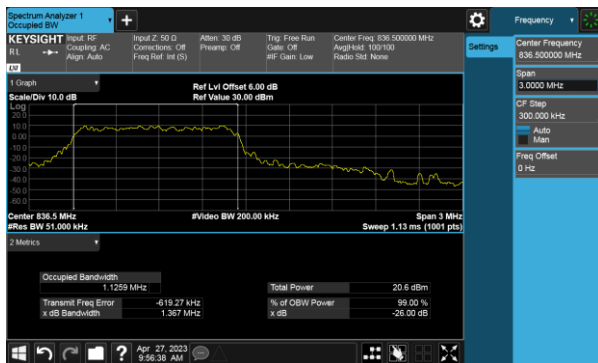 Spectrum Analyzer 1
Occupied BW
+
Frequency
KEYSIGHT
R L
Input: RF
Coupling: AC
Align: Auto
Input Z: 50 Ω
Corrections: Off
Freq Ref: Int (S)
Atten: 30 dB
Preamp: Off
Trig: Free Run
Gate: Off
#IF Gain: Low
Center Freq: 836.500000 MHz
Avg|Hold: 100/100
Radio Std: None
LXI
Settings
Center Frequency
836.500000 MHz
Span
3.0000 MHz
CF Step
300.000 kHz
Auto
Man
Freq Offset
0 Hz
1 Graph
Scale/Div 10.0 dB
Ref Lvl Offset 6.00 dB
Ref Value 30.00 dBm
Log
20.0
10.0
0.00
-10.0
-20.0
-30.0
-40.0
-50.0
-60.0
Center 836.5 MHz
#Res BW 51.000 kHz
#Video BW 200.00 kHz
Span 3 MHz
Sweep 1.13 ms (1001 pts)
2 Metrics
Occupied Bandwidth
1.1259 MHz
Total Power 20.6 dBm
Transmit Freq Error -619.27 kHz
% of OBW Power 99.00 %
x dB Bandwidth 1.367 MHz
x dB -26.00 dB
?
Apr 27, 2023
9:56:38 AM